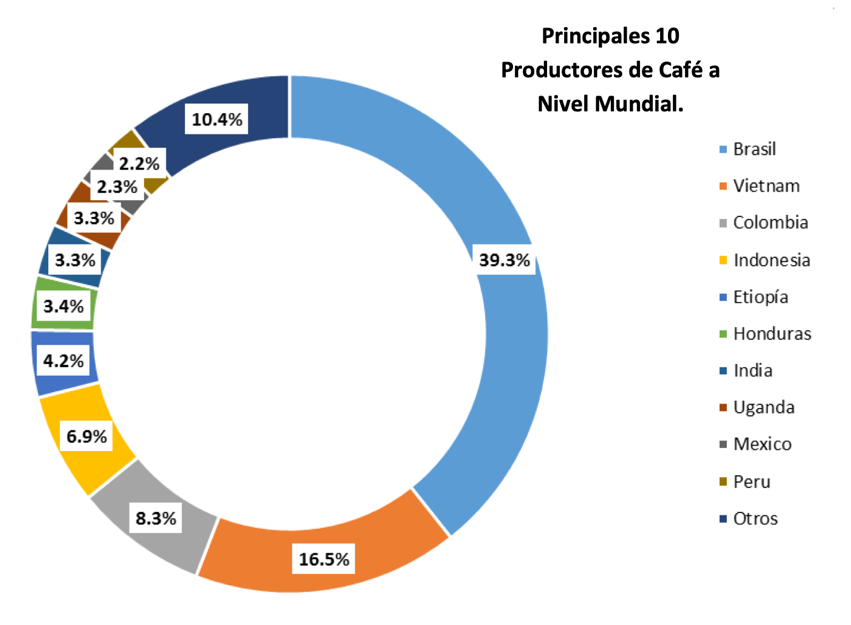 Principales 10
Productores de Café a
Nivel Mundial.
39.3%
16.5%
8.3%
6.9%
4.2%
3.4%
3.3%
3.3%
2.3%
2.2%
10.4%
Brasil
Vietnam
Colombia
Indonesia
Etiopía
Honduras
India
Uganda
Mexico
Peru
Otros